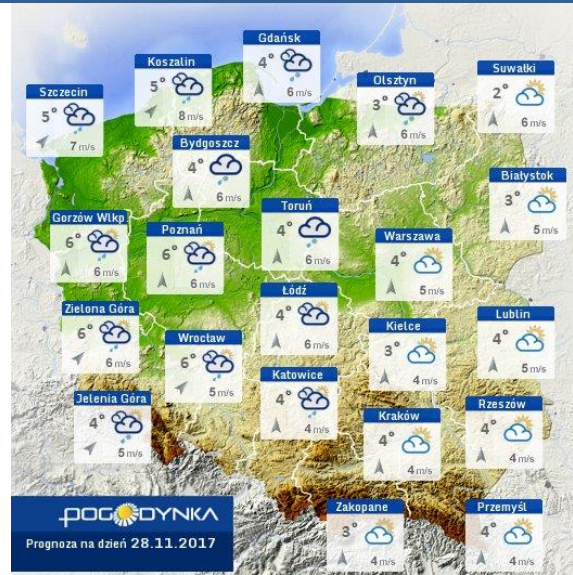 Gdańsk
4°
6 m/s
Koszalin
5°
8 m/s
Suwałki
2°
6 m/s
Olsztyn
3°
6 m/s
Szczecin
5°
7 m/s
Bydgoszcz
4°
6 m/s
Białystok
3°
5 m/s
Toruń
4°
6 m/s
Gorzów Wlkp
6°
6 m/s
Poznań
6°
6 m/s
Warszawa
4°
5 m/s
Łódź
4°
6 m/s
Zielona Góra
6°
6 m/s
Lublin
4°
5 m/s
Kielce
3°
4 m/s
Wrocław
6°
5 m/s
Katowice
4°
4 m/s
Jelenia Góra
4°
5 m/s
Rzeszów
4°
4 m/s
Kraków
4°
4 m/s
Zakopane
3°
4 m/s
Przemyśl
4°
4 m/s
POGODYNKA
Prognoza na dzień 28.11.2017